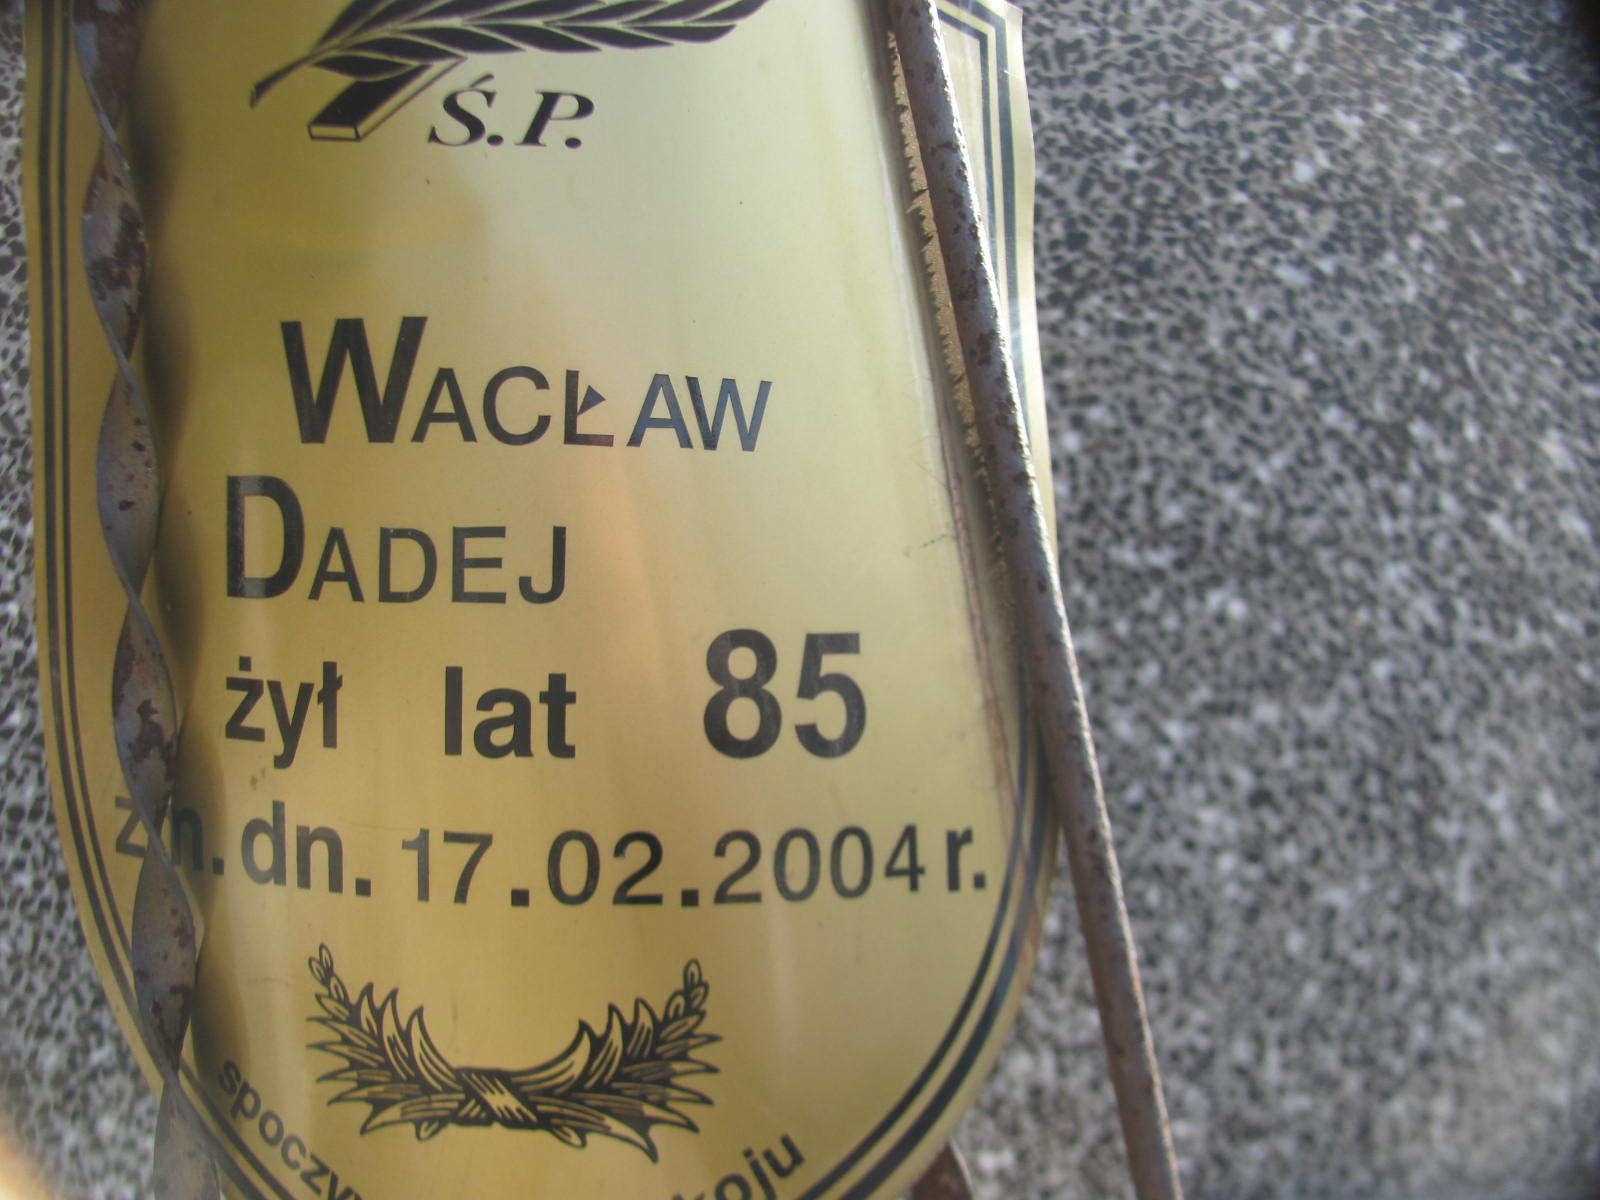 Ś.P.
WACŁAW
DADEJ
żył lat 85
zm. dn. 17.02.2004 r.